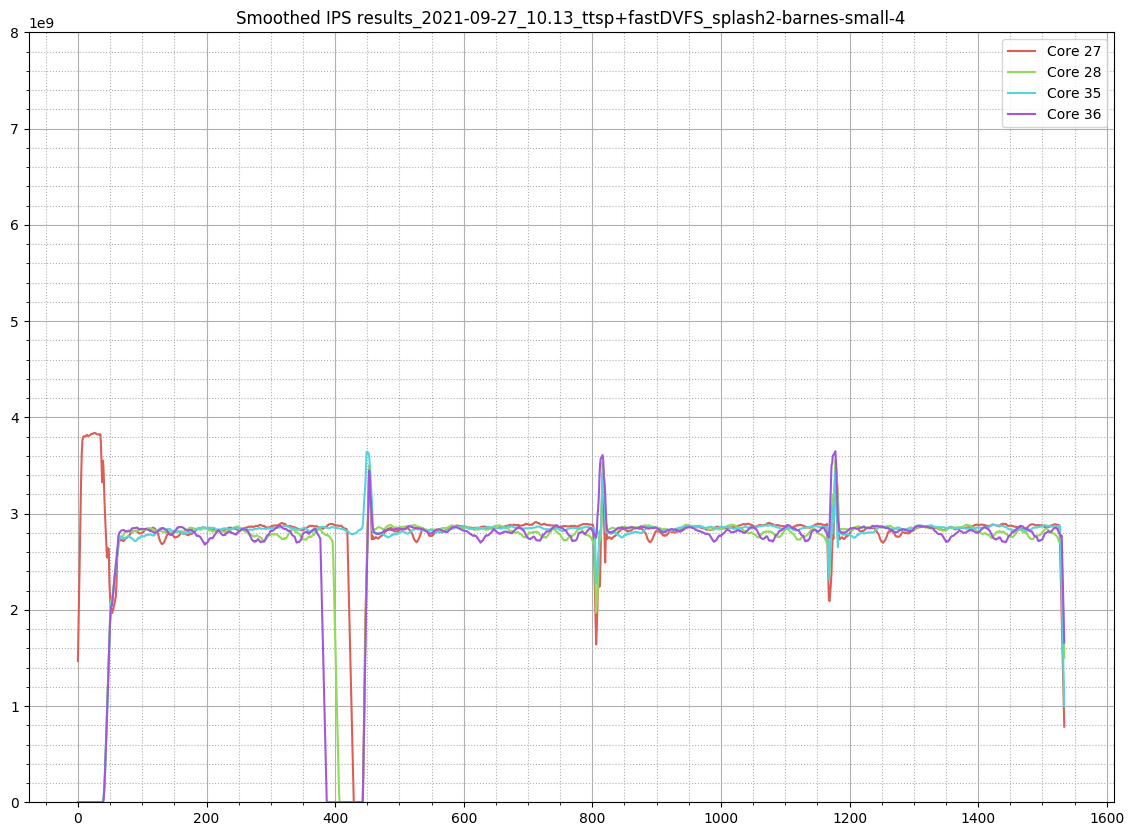 Smoothed IPS results_2021-09-27_10.13_ttsp+fastDVFS_splash2-barnes-small-4
1e9
8
7
6
5
4
3
2
1
0
Core 27
Core 28
Core 35
Core 36
0 200 400 600 800 1000 1200 1400 1600